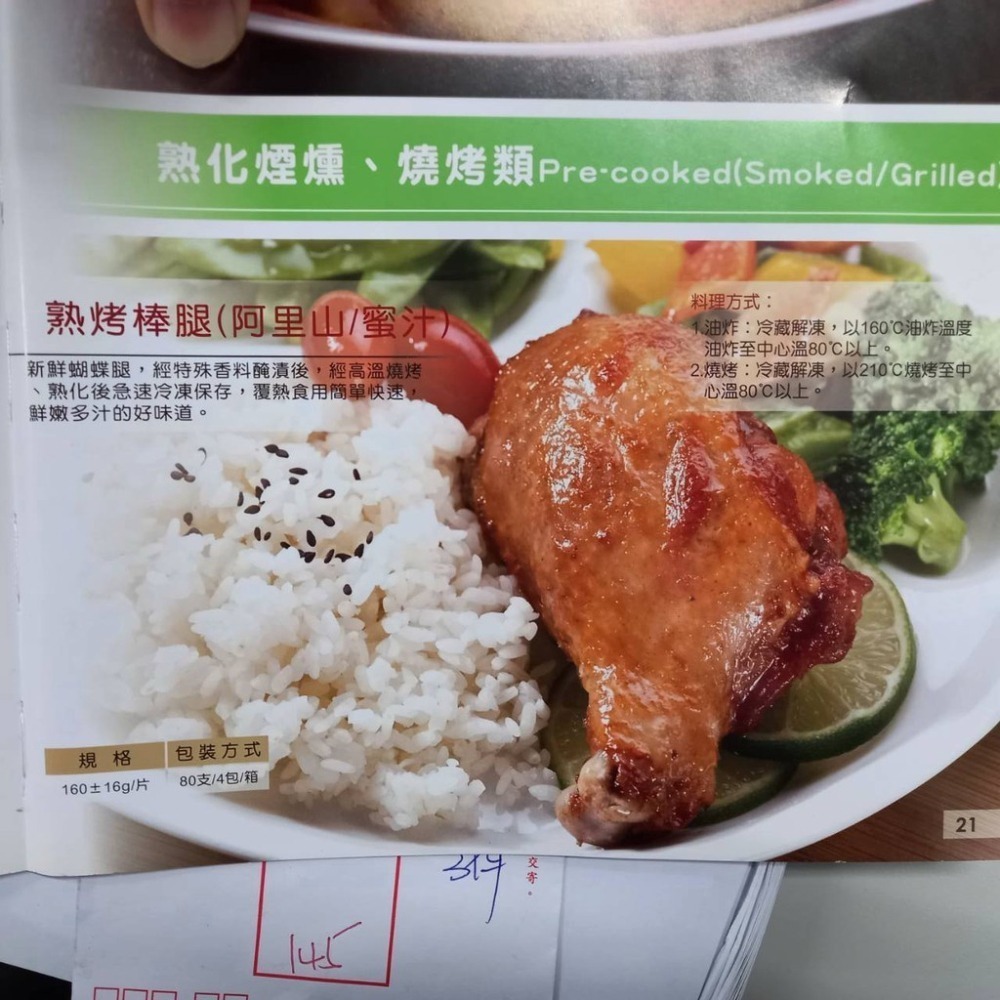 熟化煙燻、燒烤類Pre-cooked(Smoked/Grilled)
熟烤棒腿(阿里山/蜜汁)
新鮮蝴蝶腿，經特殊香料醃漬後，經高溫燒烤
、熟化後急速冷凍保存，覆熱食用簡單快速，
鮮嫩多汁的好味道。
料理方式：
1.油炸：冷藏解凍，以160℃油炸溫度
油炸至中心溫80℃以上。
2.燒烤：冷藏解凍，以210℃燒烤至中
心溫80℃以上。
規格 包裝方式
160±16g/片 80支/4包/箱
21
交寄。
145